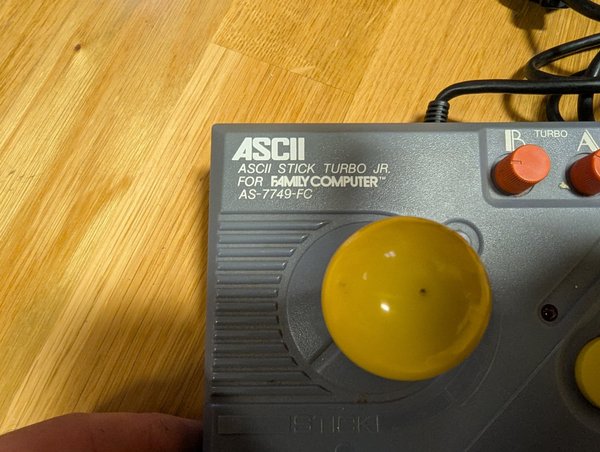 ASCII
ASCII STICK TURBO JR.
FOR FAMILY COMPUTER™
AS-7749-FC
B TURBO A
STICK